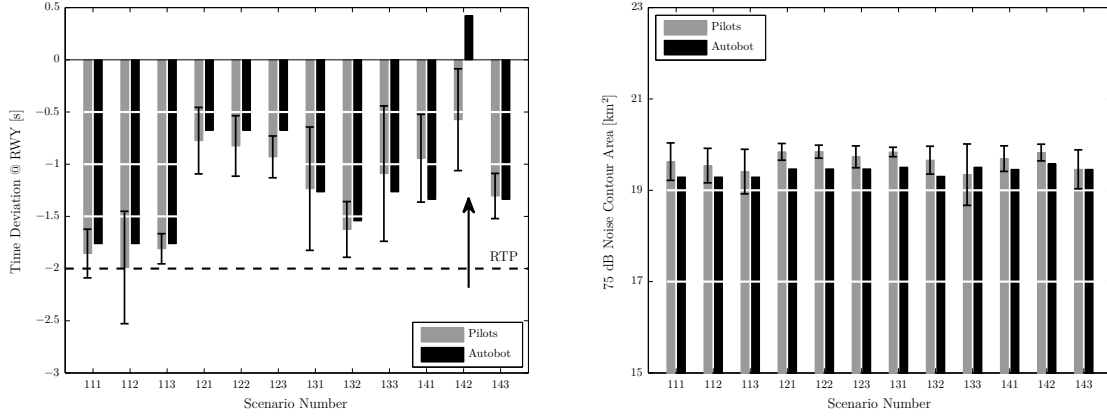 0.5
0
−0.5
−1
−1.5
−2
−2.5
−3
Time Deviation @ RWY [s]
RTP
Pilots
Autobot
111 112 113 121 122 123 131 132 133 141 142 143
Scenario Number
23
21
19
17
15
75 dB Noise Contour Area [km²]
Pilots
Autobot
111 112 113 121 122 123 131 132 133 141 142 143
Scenario Number